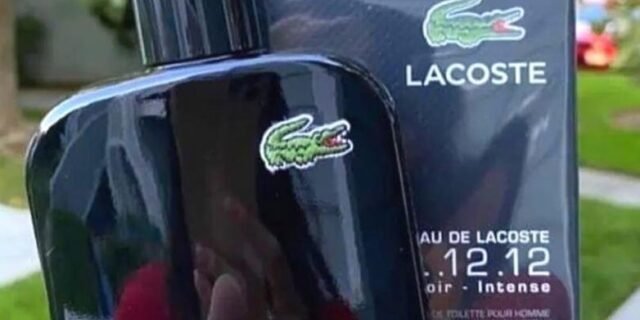 LACOSTE
AU DE LACOSTE
.12.12
oir - Intense
DE TOILETTE POUR HOMME